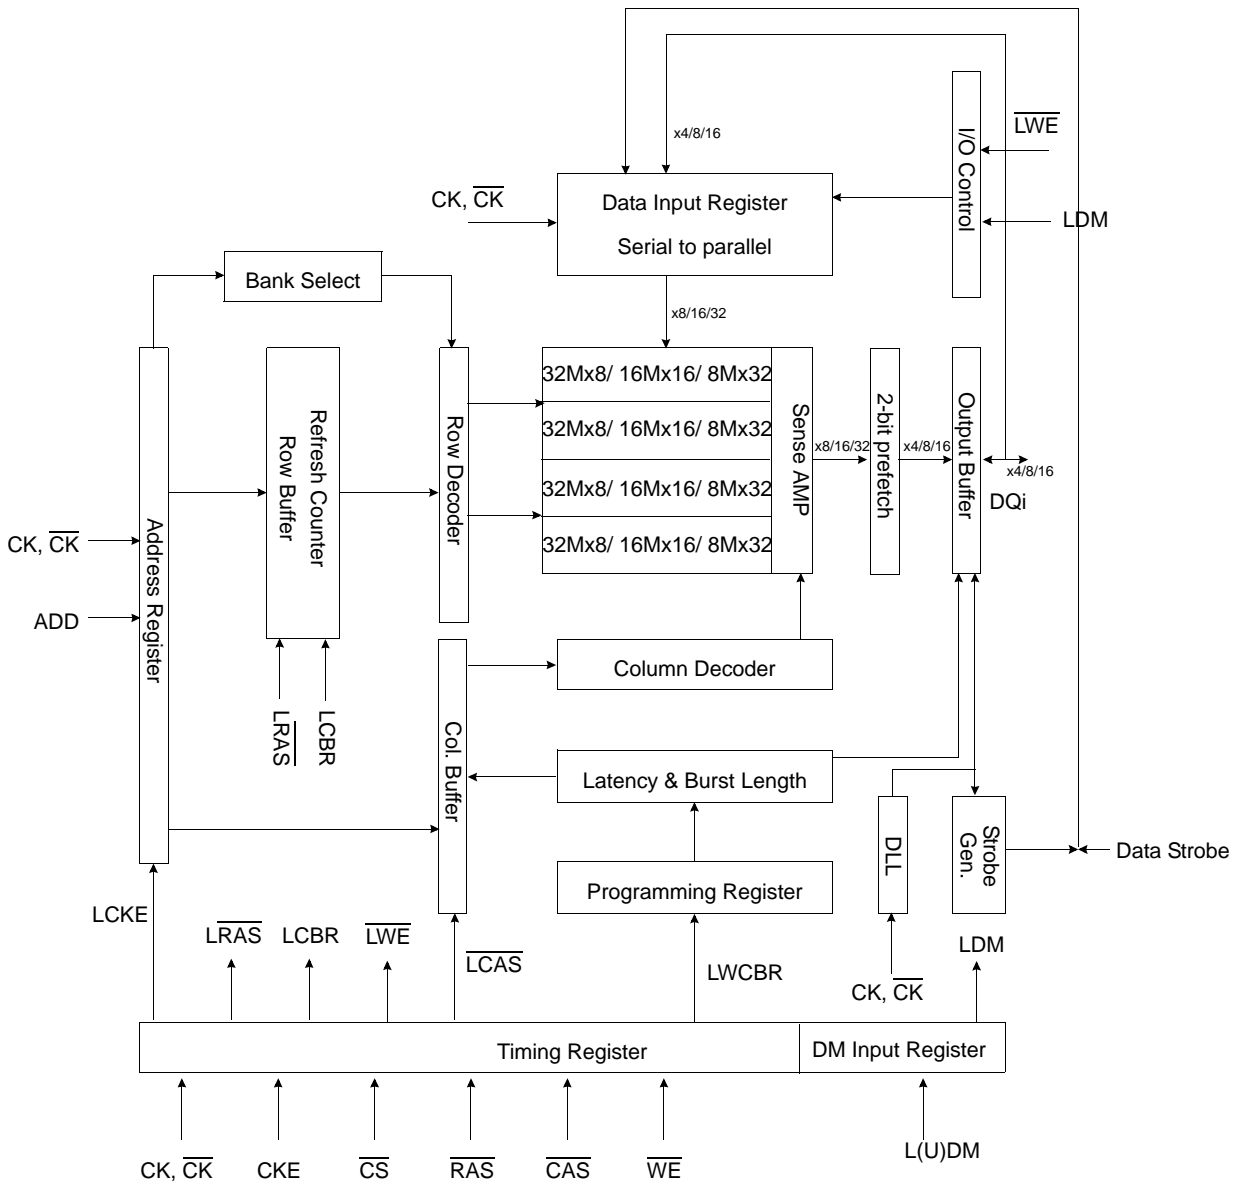 x4/8/16
LWE
I/O Control
CK, CK
Data Input Register
Serial to parallel
LDM
Bank Select
x8/16/32
Address Register
Refresh Counter
Row Buffer
Row Decoder
32Mx8/ 16Mx16/ 8Mx32
32Mx8/ 16Mx16/ 8Mx32
32Mx8/ 16Mx16/ 8Mx32
32Mx8/ 16Mx16/ 8Mx32
Sense AMP
x8/16/32
2-bit prefetch
x4/8/16
Output Buffer
x4/8/16
DQi
CK, CK
ADD
LRAS
LCBR
Col. Buffer
Column Decoder
Latency & Burst Length
Programming Register
DLL
Strobe
Gen.
Data Strobe
LCKE
LRAS
LCBR
LWE
LCAS
LWCBR
CK, CK
LDM
Timing Register
DM Input Register
CK, CK
CKE
CS
RAS
CAS
WE
L(U)DM